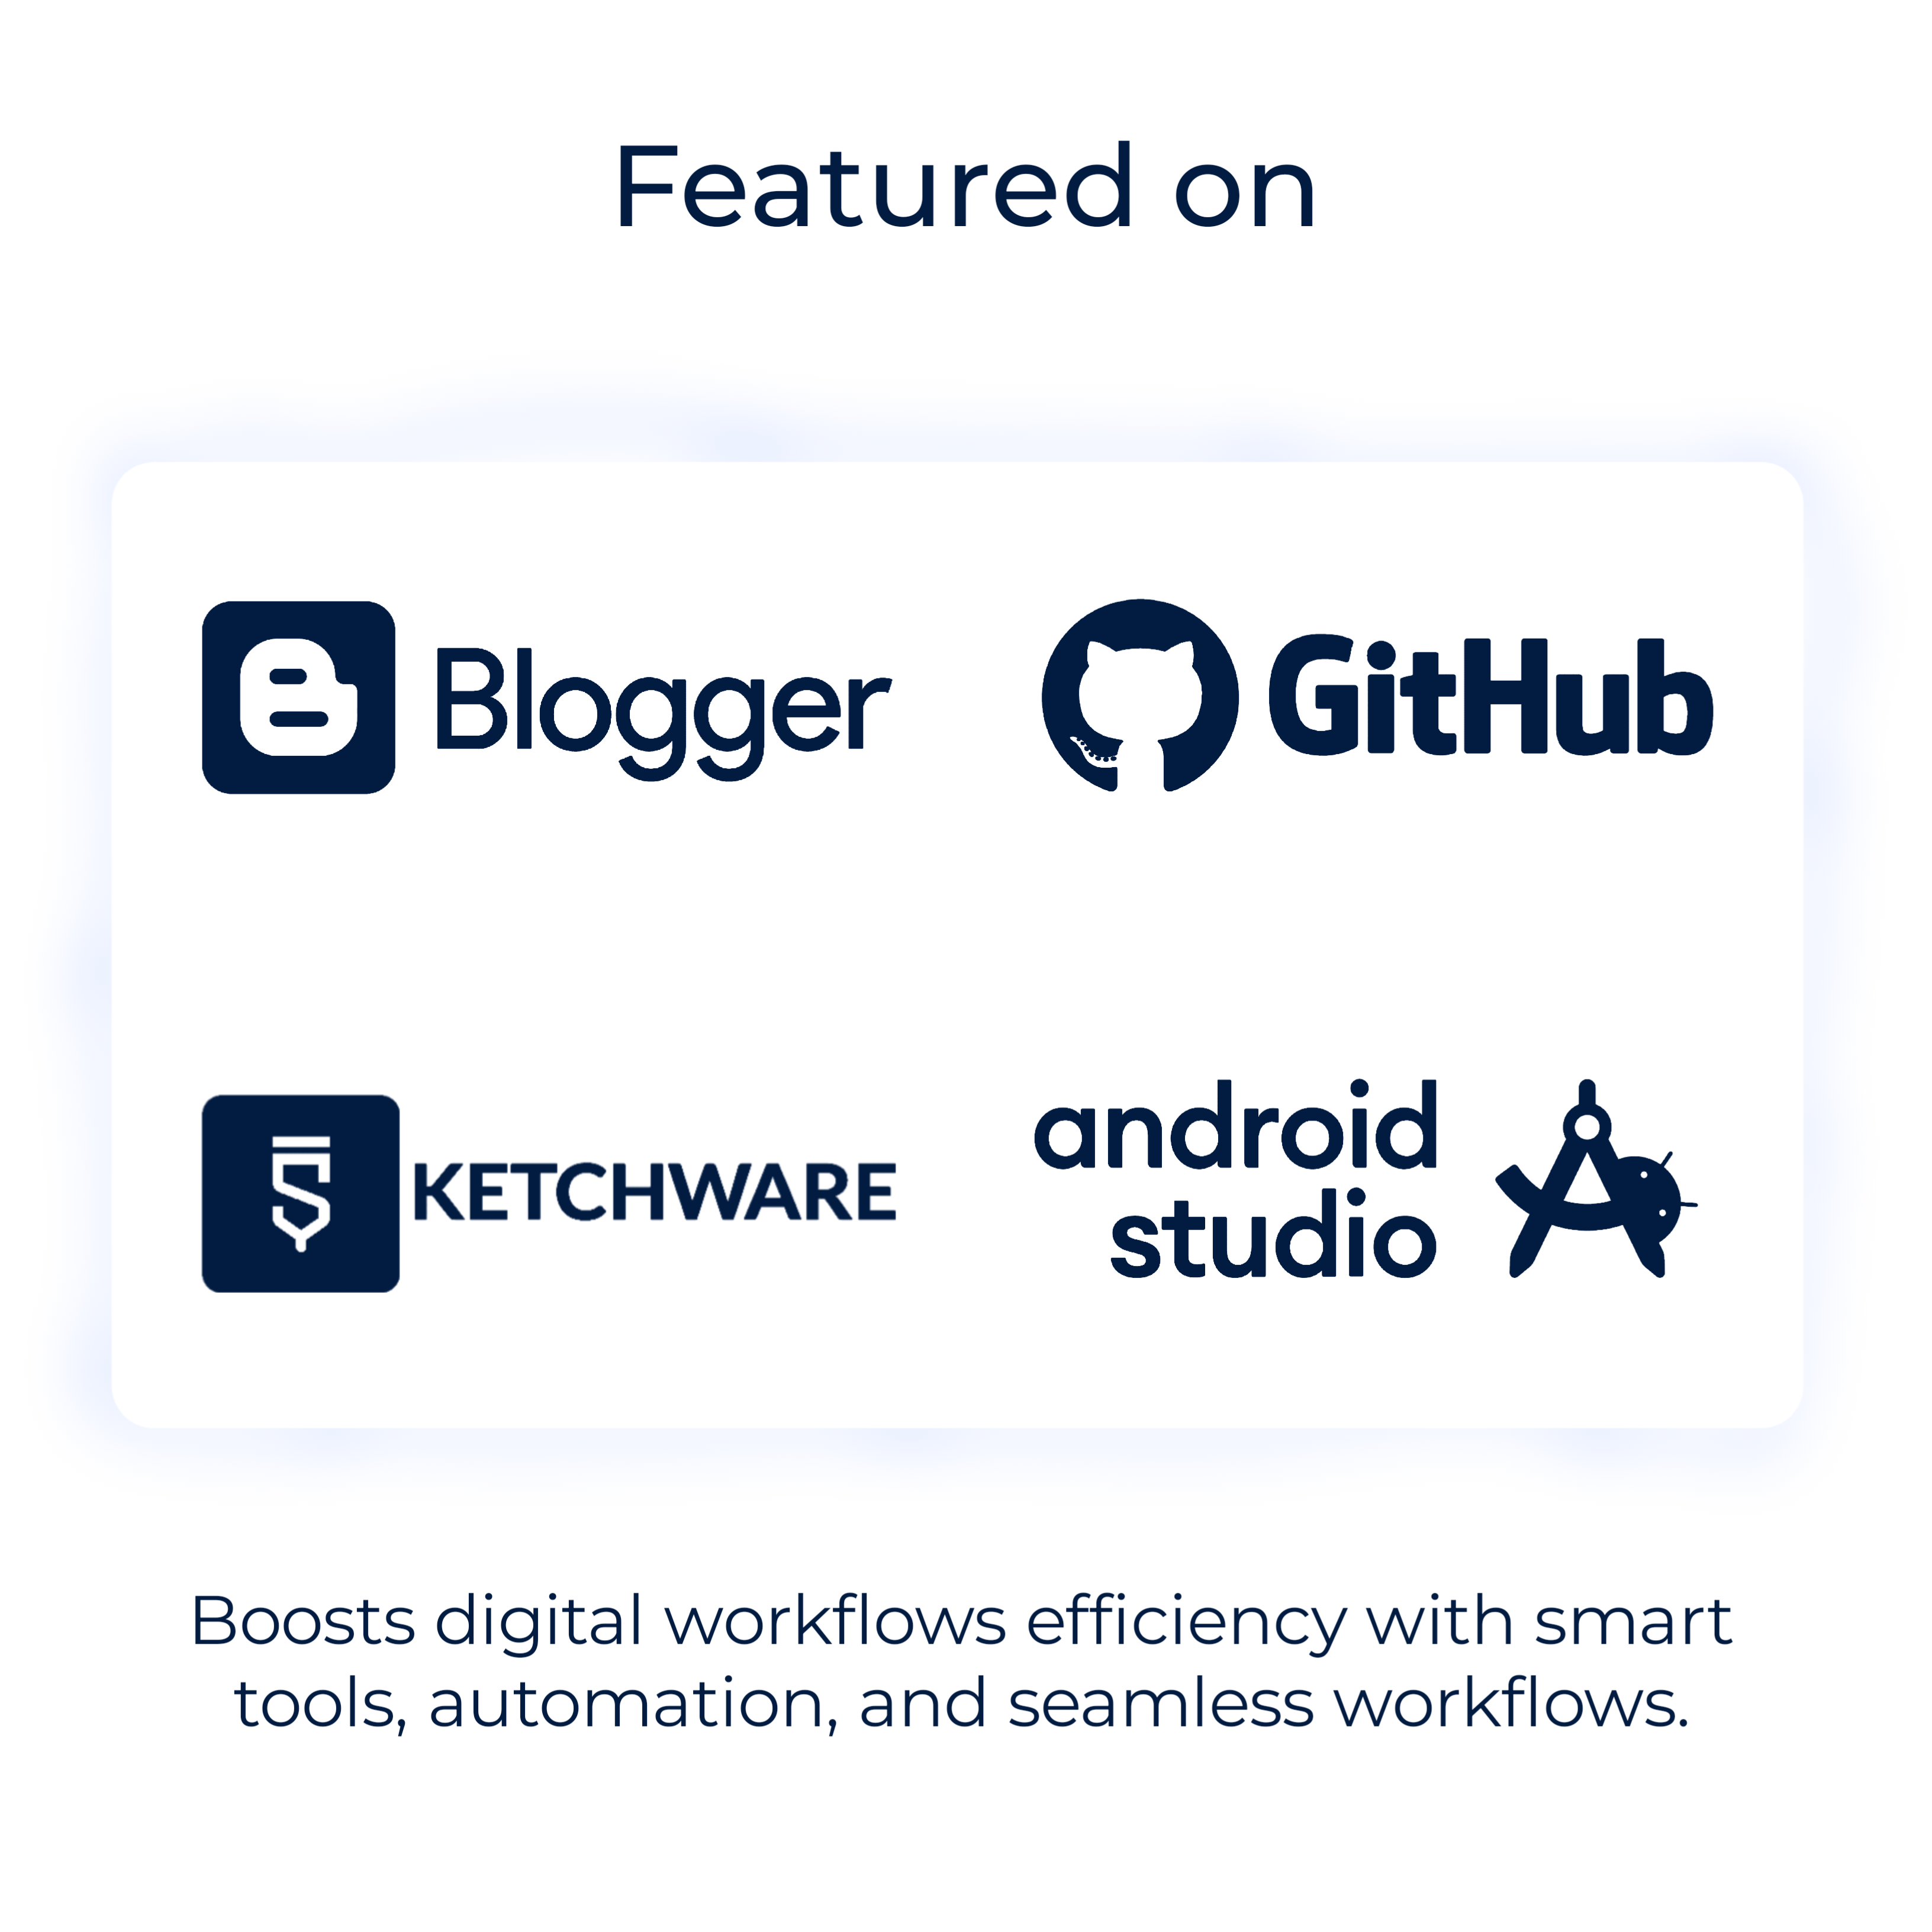 Featured on
Blogger
GitHub
KETCHWARE
android
studio
Boosts digital workflows efficiency with smart
tools, automation, and seamless workflows.